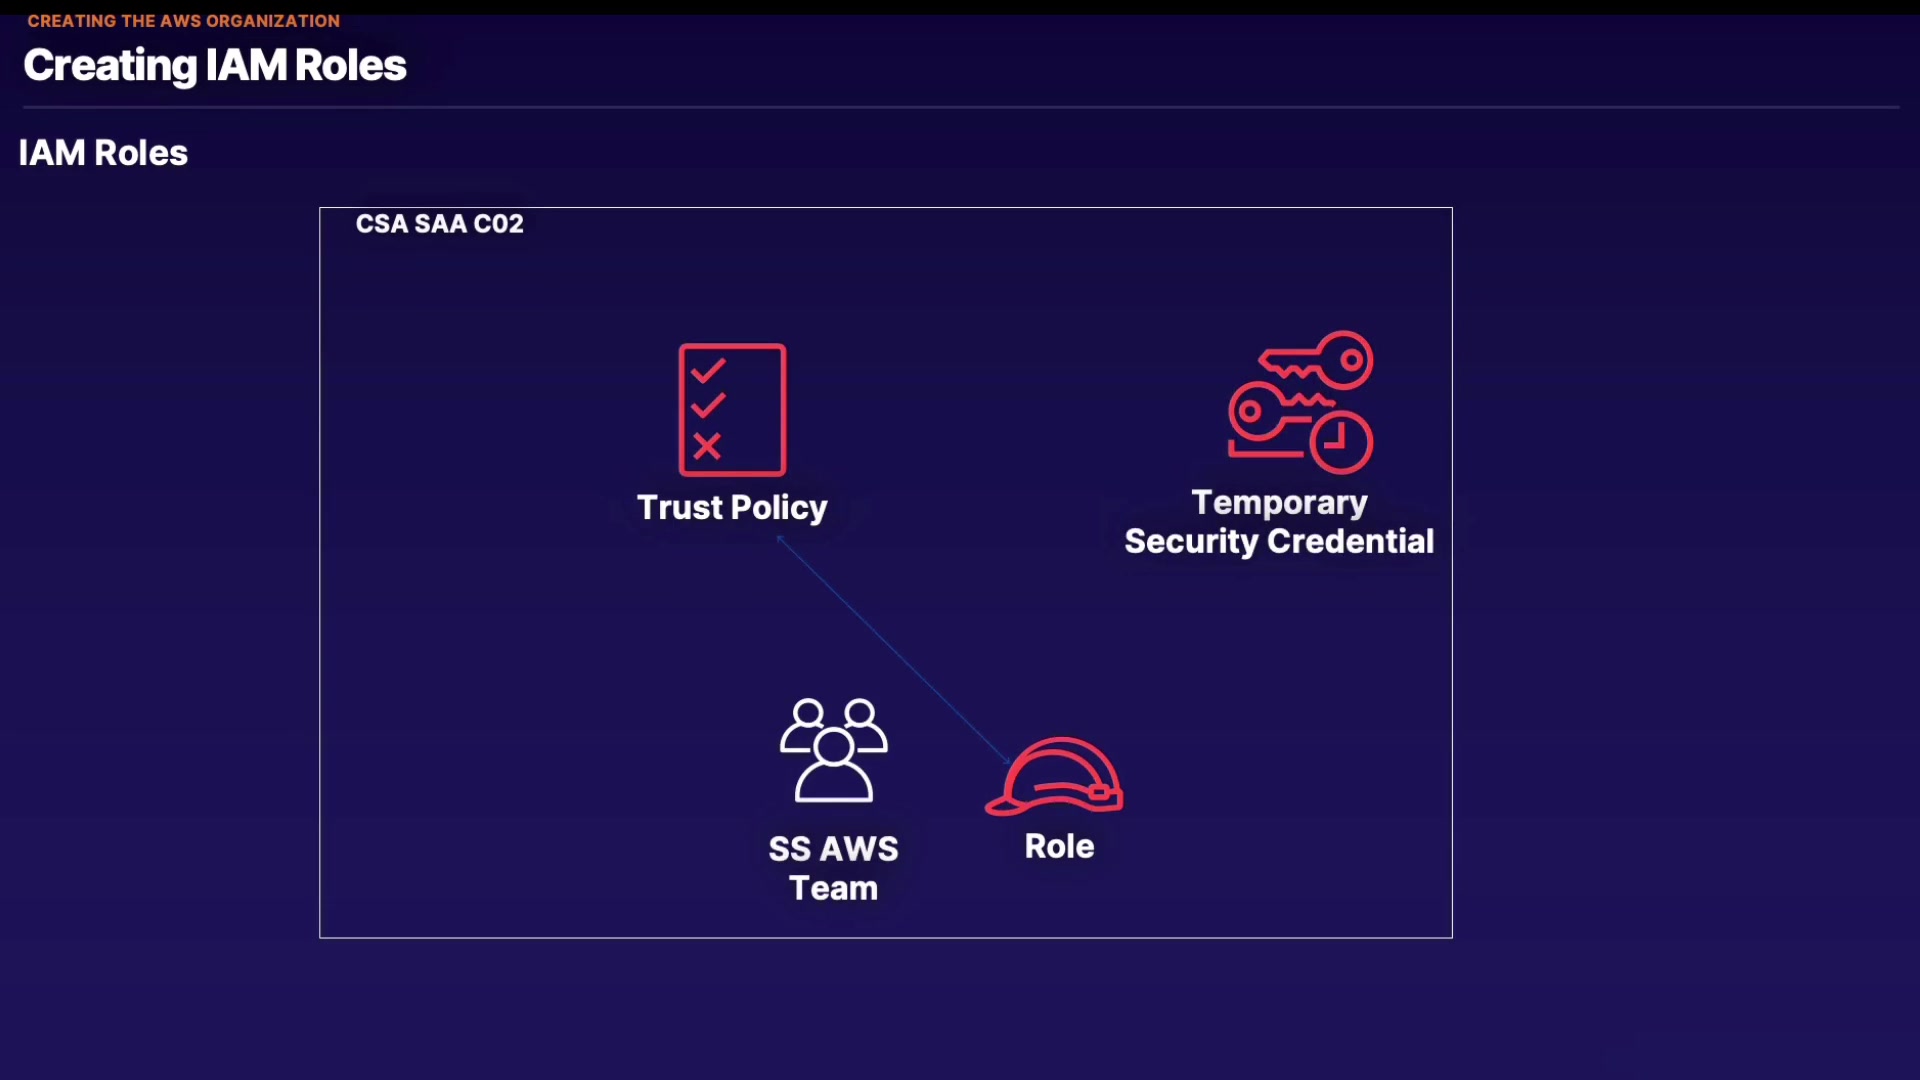 CREATING THE AWS ORGANIZATION
Creating IAM Roles
IAM Roles
CSA SAA C02
Trust Policy
Temporary
Security Credential
SS AWS
Team
Role